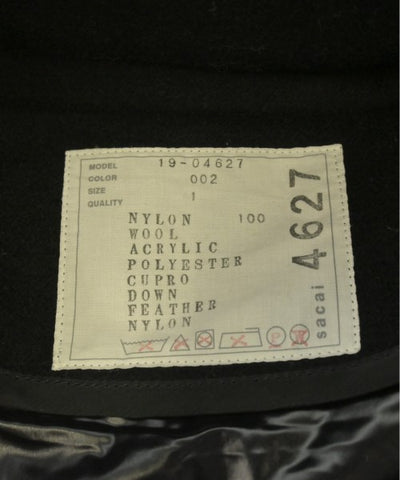 MODEL 19-04627
COLOR 002
SIZE 1
QUALITY
NYLON 100
WOOL
ACRYLIC
POLYESTER
CUPRO
DOWN
FEATHER
NYLON
sacai 4627